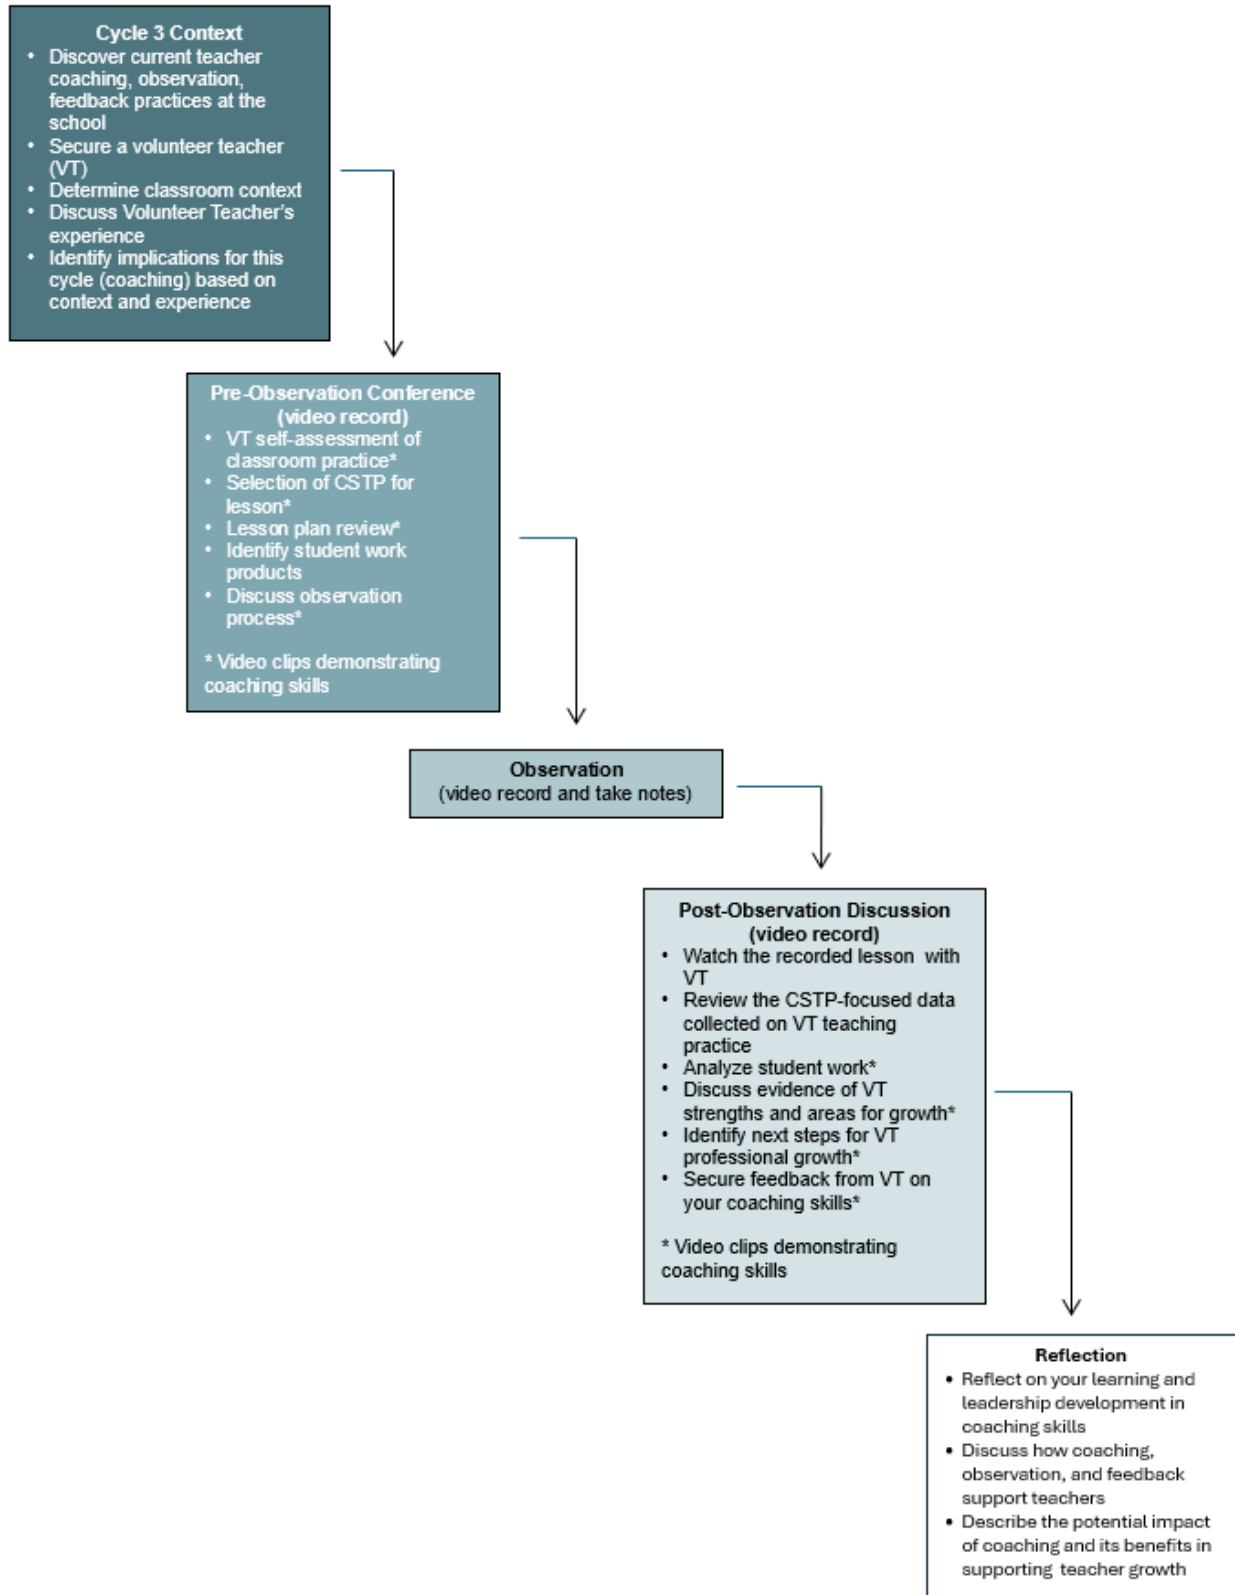 Cycle 3 Context
• Discover current teacher
coaching, observation,
feedback practices at the
school
• Secure a volunteer teacher
(VT)
• Determine classroom context
• Discuss Volunteer Teacher's
experience
• Identify implications for this
cycle (coaching) based on
context and experience
Pre-Observation Conference
(video record)
• VT self-assessment of
classroom practice*
• Selection of CSTP for
lesson*
• Lesson plan review*
• Identify student work
products
• Discuss observation
process*
* Video clips demonstrating
coaching skills
Observation
(video record and take notes)
Post-Observation Discussion
(video record)
• Watch the recorded lesson with
VT
• Review the CSTP-focused data
collected on VT teaching
practice
• Analyze student work*
• Discuss evidence of VT
strengths and areas for growth*
• Identify next steps for VT
professional growth*
• Secure feedback from VT on
your coaching skills*
* Video clips demonstrating
coaching skills
Reflection
• Reflect on your learning and
leadership development in
coaching skills
• Discuss how coaching,
observation, and feedback
support teachers
• Describe the potential impact
of coaching and its benefits in
supporting teacher growth